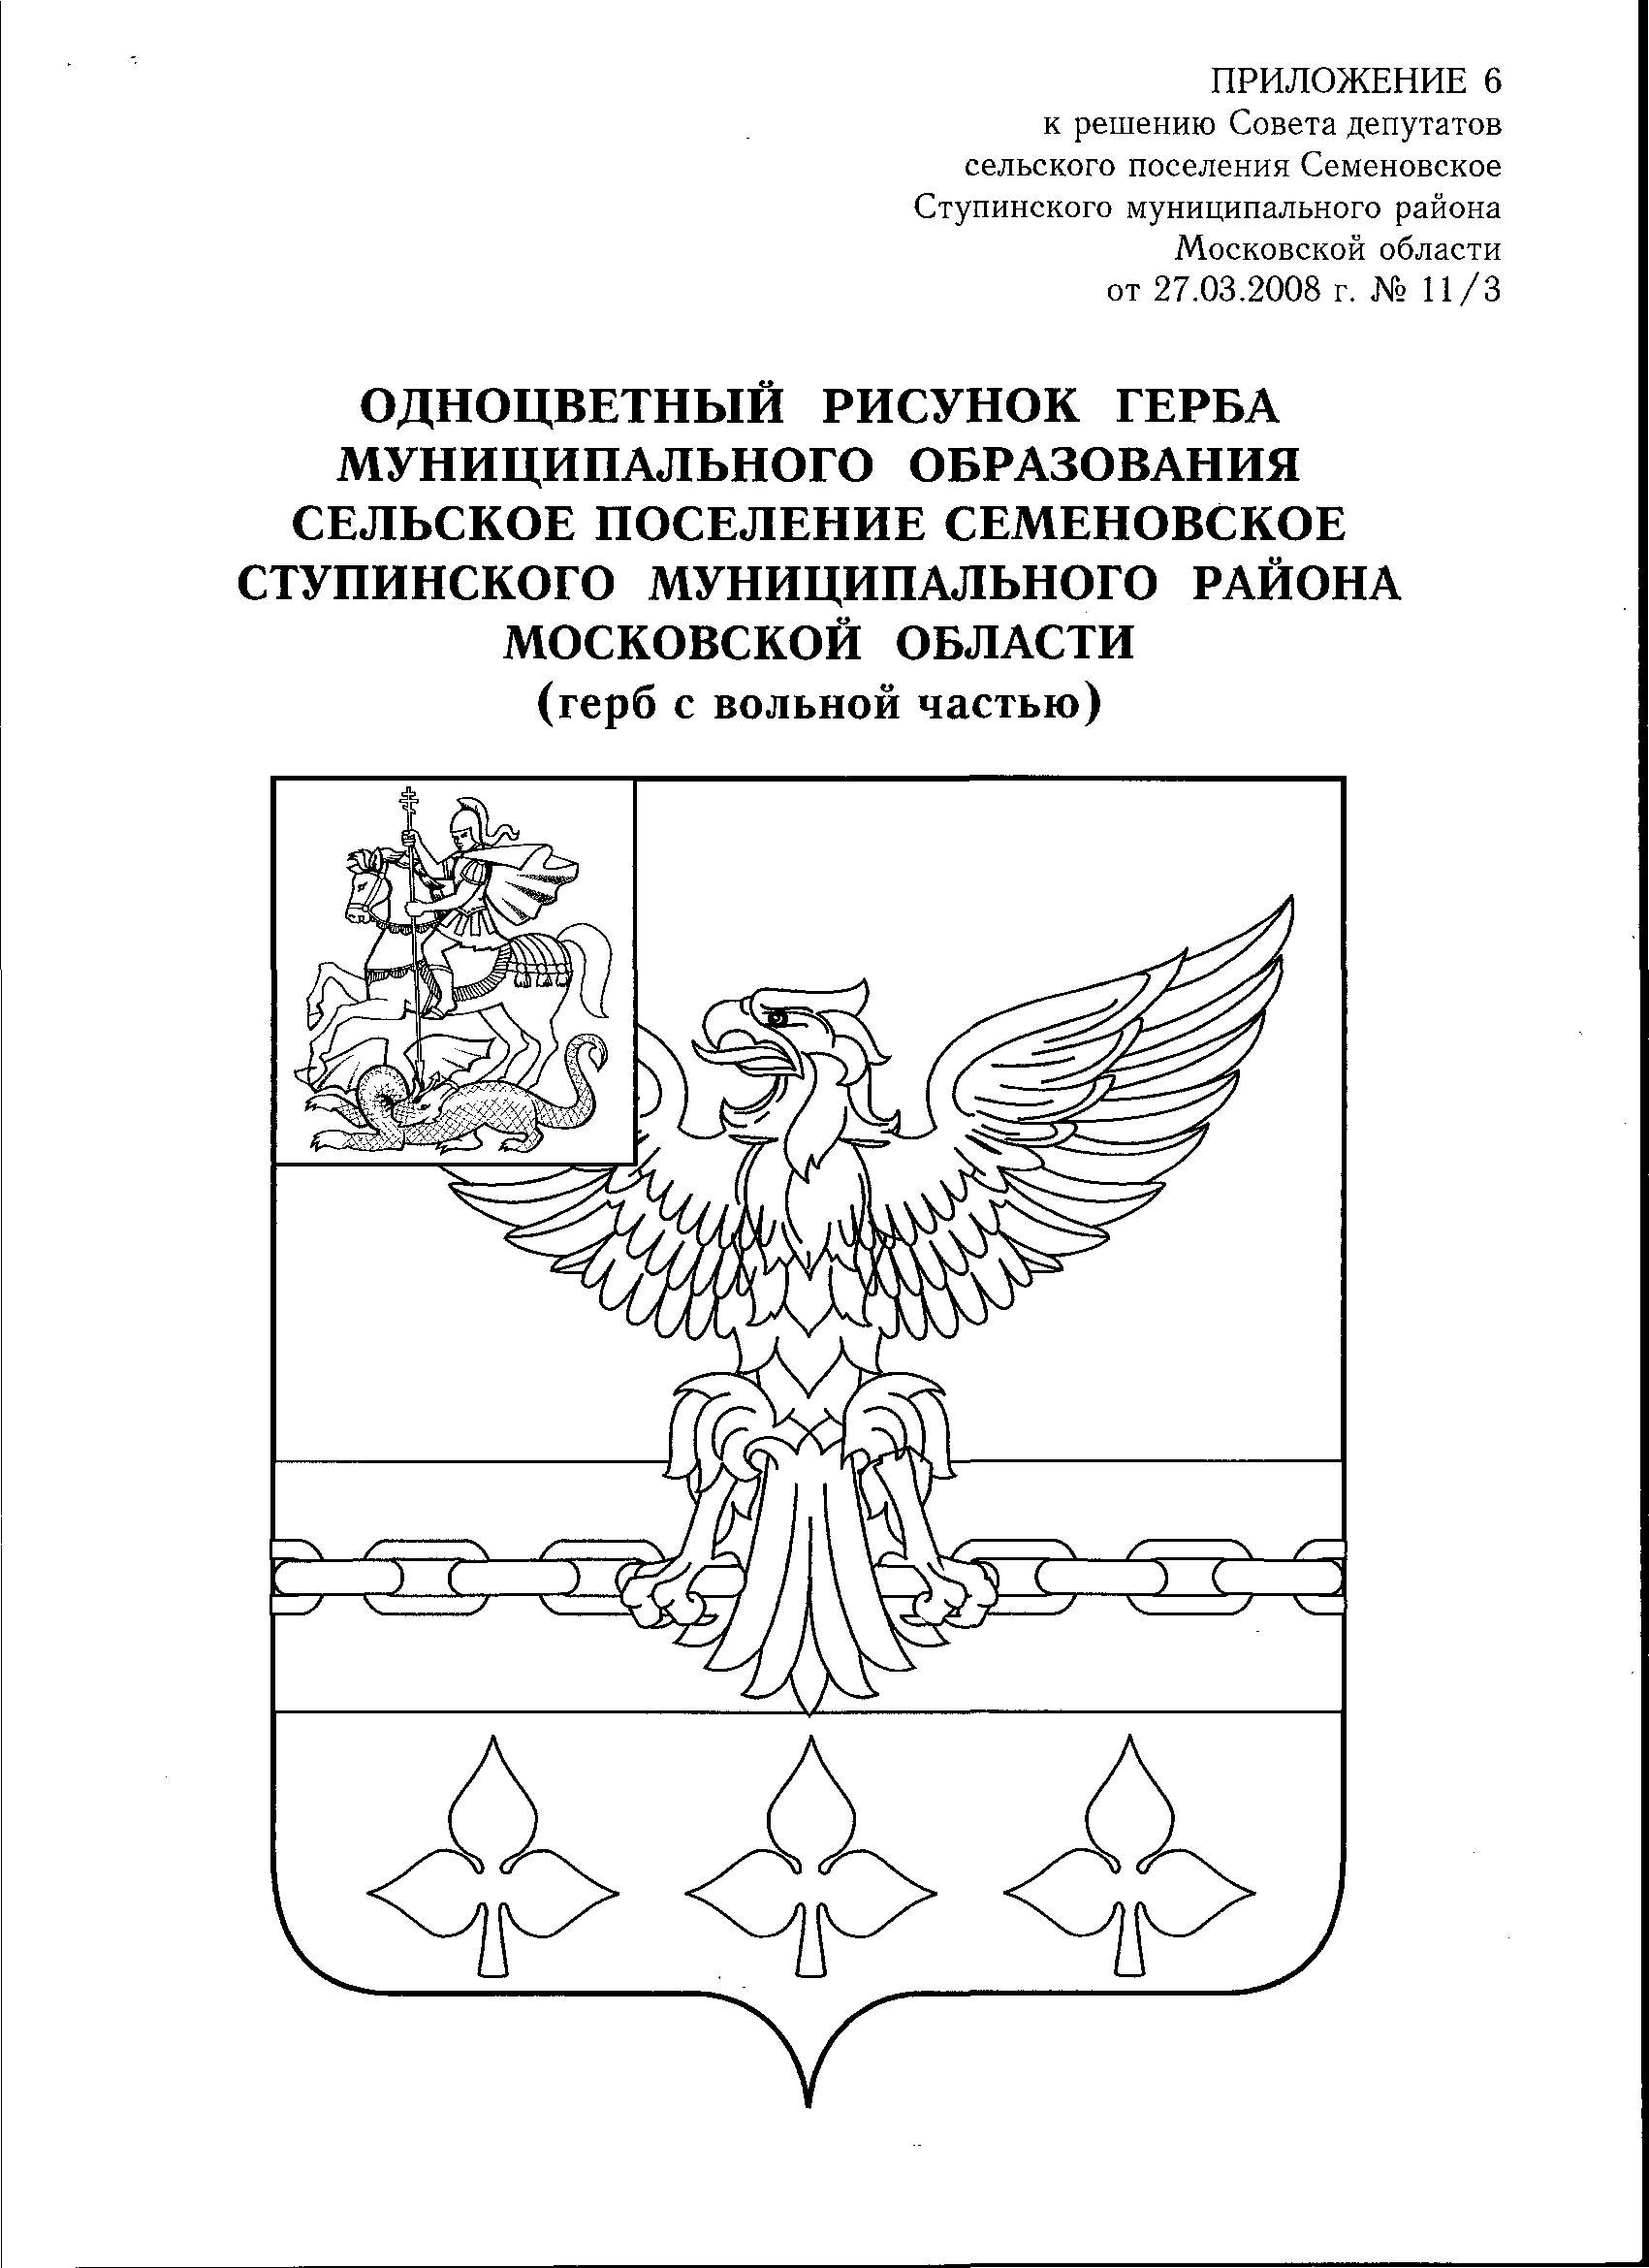 ПРИЛОЖЕНИЕ 6
к решению Совета депутатов
сельского поселения Семеновское
Ступинского муниципального района
Московской области
от 27.03.2008 г. № 11/3
ОДНОЦВЕТНЫЙ РИСУНОК ГЕРБА
МУНИЦИПАЛЬНОГО ОБРАЗОВАНИЯ
СЕЛЬСКОЕ ПОСЕЛЕНИЕ СЕМЕНОВСКОЕ
СТУПИНСКОГО МУНИЦИПАЛЬНОГО РАЙОНА
МОСКОВСКОЙ ОБЛАСТИ
(герб с вольной частью)